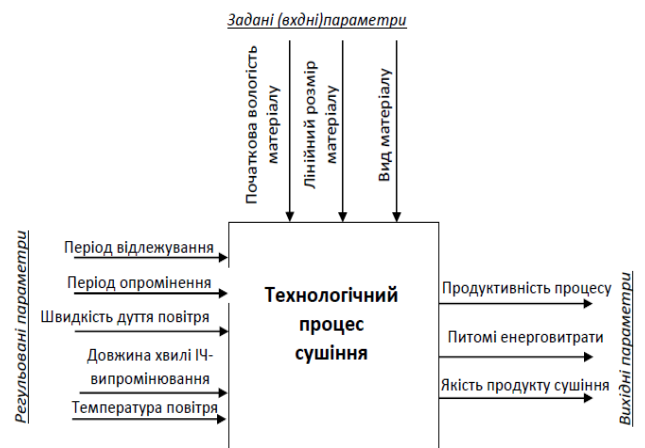 Задані (вхдні)параметри
Початкова вологість
матеріалу
Лінійний розмір
матеріалу
Вид матеріалу
Регульовані параметри
Період відлежування
Період опромінення
Швидкість дуття повітря
Довжина хвилі ІЧ-
випромінювання
Температура повітря
Технологічний
процес
сушіння
Продуктивність процесу
Питомі енерговитрати
Якість продукту сушіння
Вихідні параметри